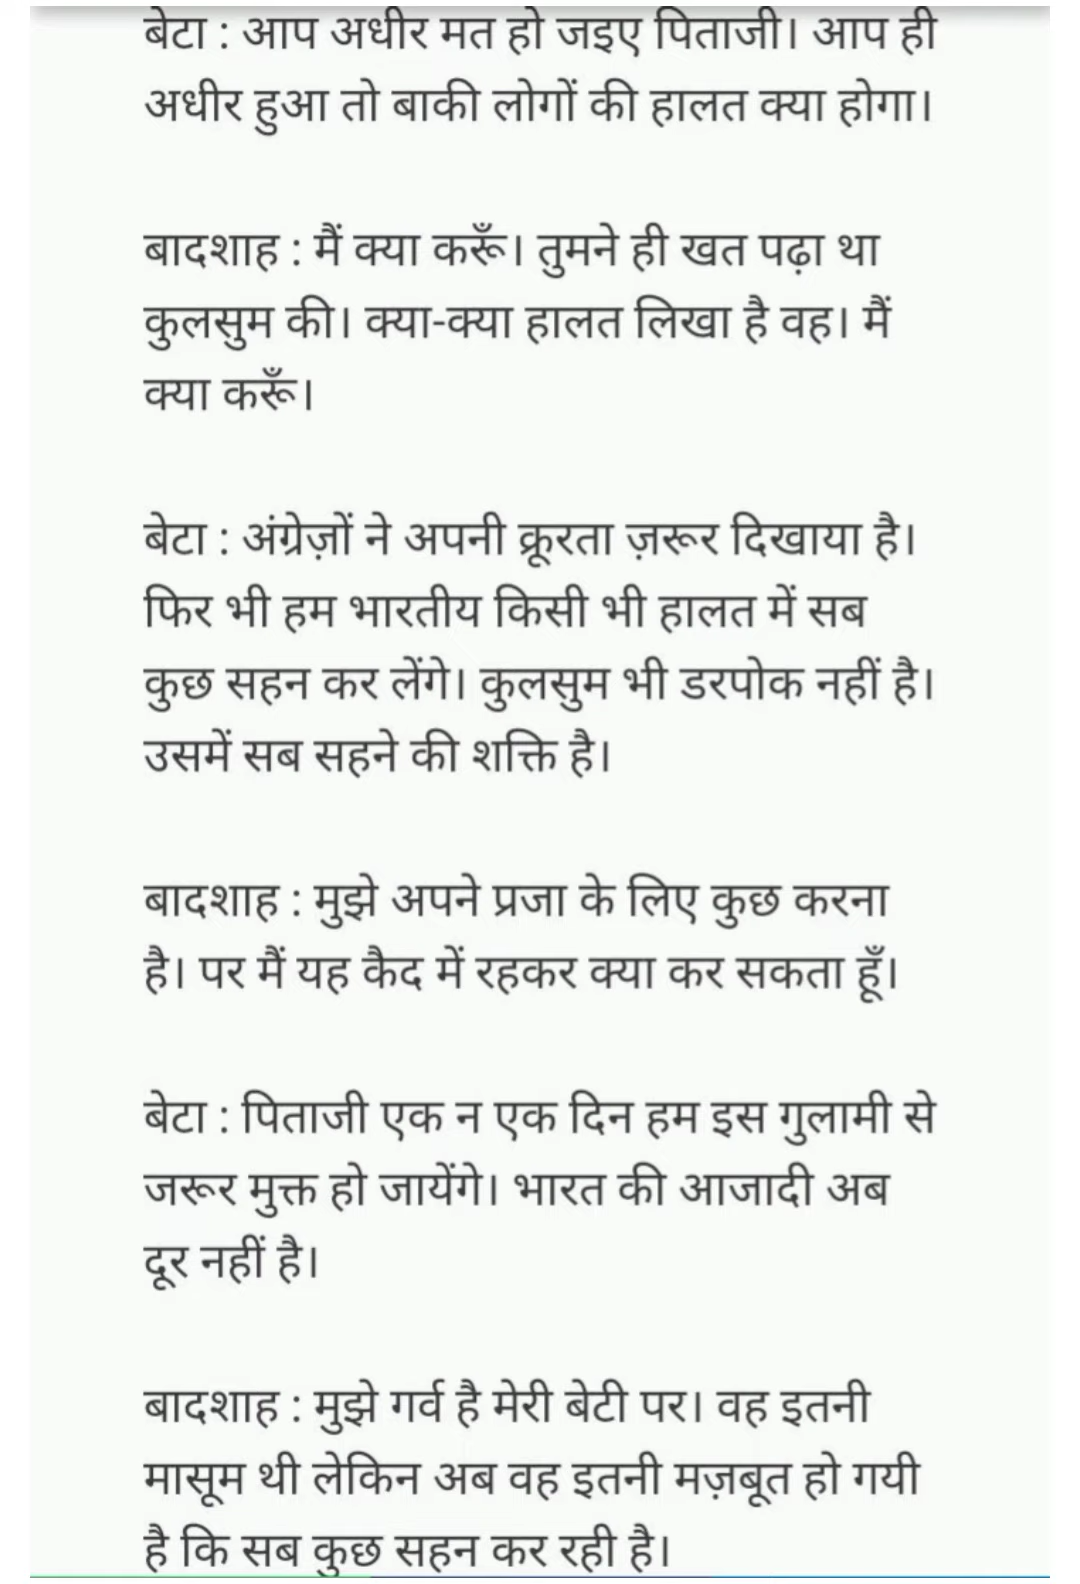 बेटा : आप अधीर मत हो जइए पिताजी। आप ही
अधीर हुआ तो बाकी लोगों की हालत क्या होगा।
बादशाह : मैं क्या करूँ। तुमने ही खत पढ़ा था
कुलसुम की। क्या-क्या हालत लिखा है वह। मैं
क्या करूँ।
बेटा : अंग्रेज़ों ने अपनी क्रूरता ज़रूर दिखाया है।
फिर भी हम भारतीय किसी भी हालत में सब
कुछ सहन कर लेंगे। कुलसुम भी डरपोक नहीं है।
उसमें सब सहने की शक्ति है।
बादशाह : मुझे अपने प्रजा के लिए कुछ करना
है। पर मैं यह कैद में रहकर क्या कर सकता हूँ।
बेटा : पिताजी एक न एक दिन हम इस गुलामी से
जरूर मुक्त हो जायेंगे। भारत की आजादी अब
दूर नहीं है।
बादशाह : मुझे गर्व है मेरी बेटी पर। वह इतनी
मासूम थी लेकिन अब वह इतनी मज़बूत हो गयी
है कि सब कुछ सहन कर रही है।